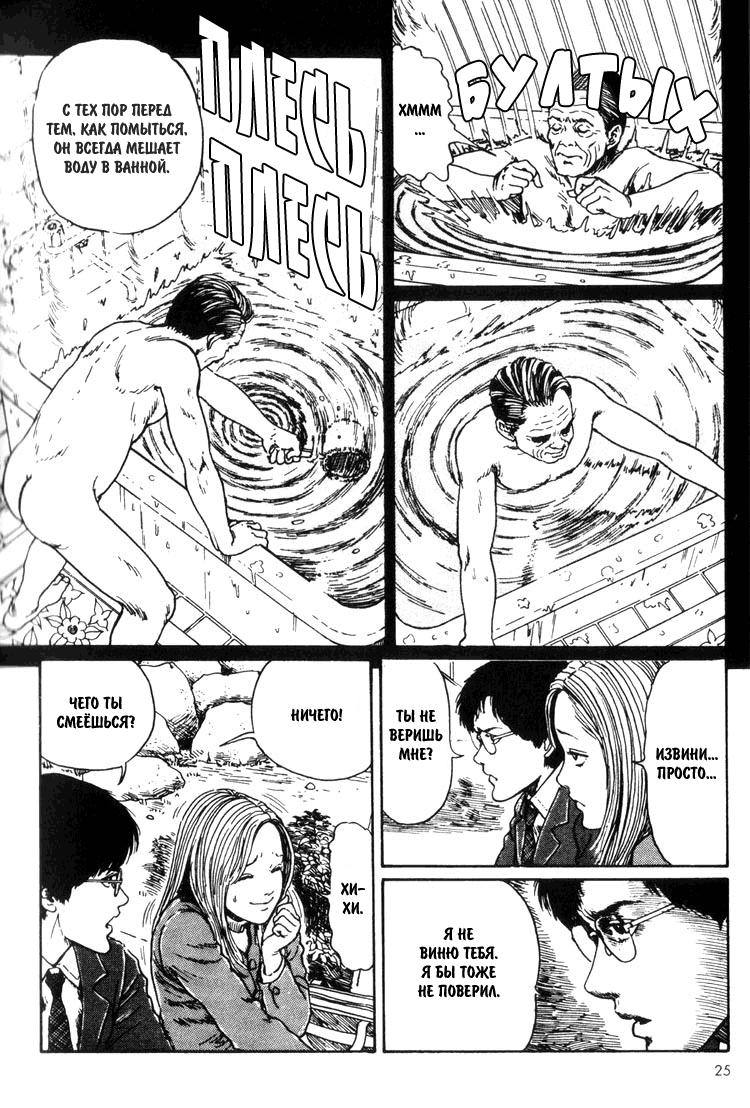 С ТЕХ ПОР ПЕРЕД
ТЕМ, КАК ПОМЫТЬСЯ,
ОН ВСЕГДА МЕШАЕТ
ВОДУ В ВАННОЙ.
ПЛЕСЬ
ПЛЕСЬ
ХМММ
...
БУЛТЫХ
ЧЕГО ТЫ
СМЕЁШЬСЯ?
НИЧЕГО!
ХИ-
ХИ.
ТЫ НЕ
ВЕРИШЬ
МНЕ?
ИЗВИНИ...
ПРОСТО...
Я НЕ
ВИНЮ ТЕБЯ.
Я БЫ ТОЖЕ
НЕ ПОВЕРИЛ.
25